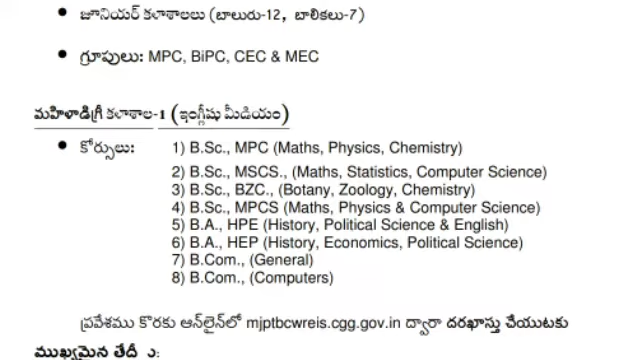 • జూనియర్ కళాశాలలు (బాలురు-12, బాలికలు-7)
• గ్రూపులు: MPC, BiPC, CEC & MEC
మహిళాడిగ్రీ కళాశాల-1 (ఇంగ్లీషు మీడియం)
• కోర్సులు: 1) B.Sc., MPC (Maths, Physics, Chemistry)
2) B.Sc., MSCS., (Maths, Statistics, Computer Science)
3) B.Sc., BZC., (Botany, Zoology, Chemistry)
4) B.Sc., MPCS (Maths, Physics & Computer Science)
5) B.A., HPE (History, Political Science & English)
6) B.A., HEP (History, Economics, Political Science)
7) B.Com., (General)
8) B.Com., (Computers)
ప్రవేశము కొరకు ఆన్‌లైన్‌లో mjptbcwreis.cgg.gov.in ద్వారా దరఖాస్తు చేయుటకు
ముఖ్యమైన